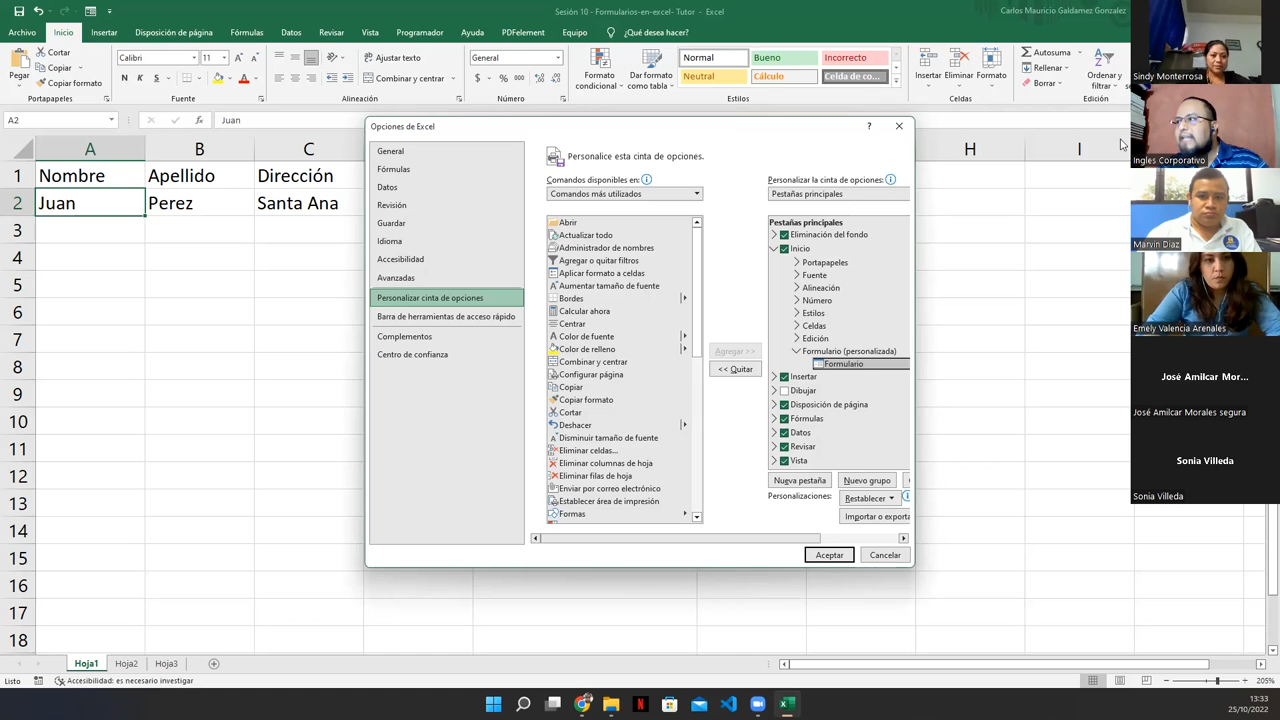 Sesión 10 - Formularios-en-excel- Tutor - Excel
Carlos Mauricio Galdamez Gonzalez
Archivo Inicio Insertar Disposición de página Fórmulas Datos Revisar Vista Programador Ayuda PDFelement Equipo ¿Qué desea hacer?
Pegar
Cortar
Copiar
Copiar formato
Portapapeles
Calibri 11
N K S
Fuente
Ajustar texto
Combinar y centrar
Alineación
General
$ % 000
Número
Formato condicional
Dar formato como tabla
Normal Bueno Incorrecto
Neutral Cálculo Celda de co...
Estilos
Insertar Eliminar Formato
Celdas
Autosuma
Rellenar
Borrar
Ordenar y filtrar
Edición
A2
fx
Juan
A B C H I
1 Nombre Apellido Dirección
2 Juan Perez Santa Ana
3
4
5
6
7
8
9
10
11
12
13
14
15
16
17
18
Opciones de Excel
?
General
Fórmulas
Datos
Revisión
Guardar
Idioma
Accesibilidad
Avanzadas
Personalizar cinta de opciones
Barra de herramientas de acceso rápido
Complementos
Centro de confianza
Personalice esta cinta de opciones.
Comandos disponibles en:
Comandos más utilizados
Abrir
Actualizar todo
Administrador de nombres
Agregar o quitar filtros
Aplicar formato a celdas
Aumentar tamaño de fuente
Bordes
Calcular ahora
Centrar
Color de fuente
Color de relleno
Combinar y centrar
Configurar página
Copiar
Copiar formato
Cortar
Deshacer
Disminuir tamaño de fuente
Eliminar celdas...
Eliminar columnas de hoja
Eliminar filas de hoja
Enviar por correo electrónico
Establecer área de impresión
Formas
Agregar >>
<< Quitar
Personalizar la cinta de opciones:
Pestañas principales
Pestañas principales
Eliminación del fondo
Inicio
Portapapeles
Fuente
Alineación
Número
Estilos
Celdas
Edición
Formulario (personalizada)
Formulario
Insertar
Dibujar
Disposición de página
Fórmulas
Datos
Revisar
Vista
Nueva pestaña Nuevo grupo
Personalizaciones: Restablecer
Importar o exporta
Aceptar Cancelar
Sindy Monterrosa
Ingles Corporativo
Marvin Diaz
Emely Valencia Arenales
José Amilcar Mor...
José Amilcar Morales segura
Sonia Villeda
Sonia Villeda
Hoja1 Hoja2 Hoja3
Listo Accesibilidad: es necesario investigar
205%
13:33
25/10/2022